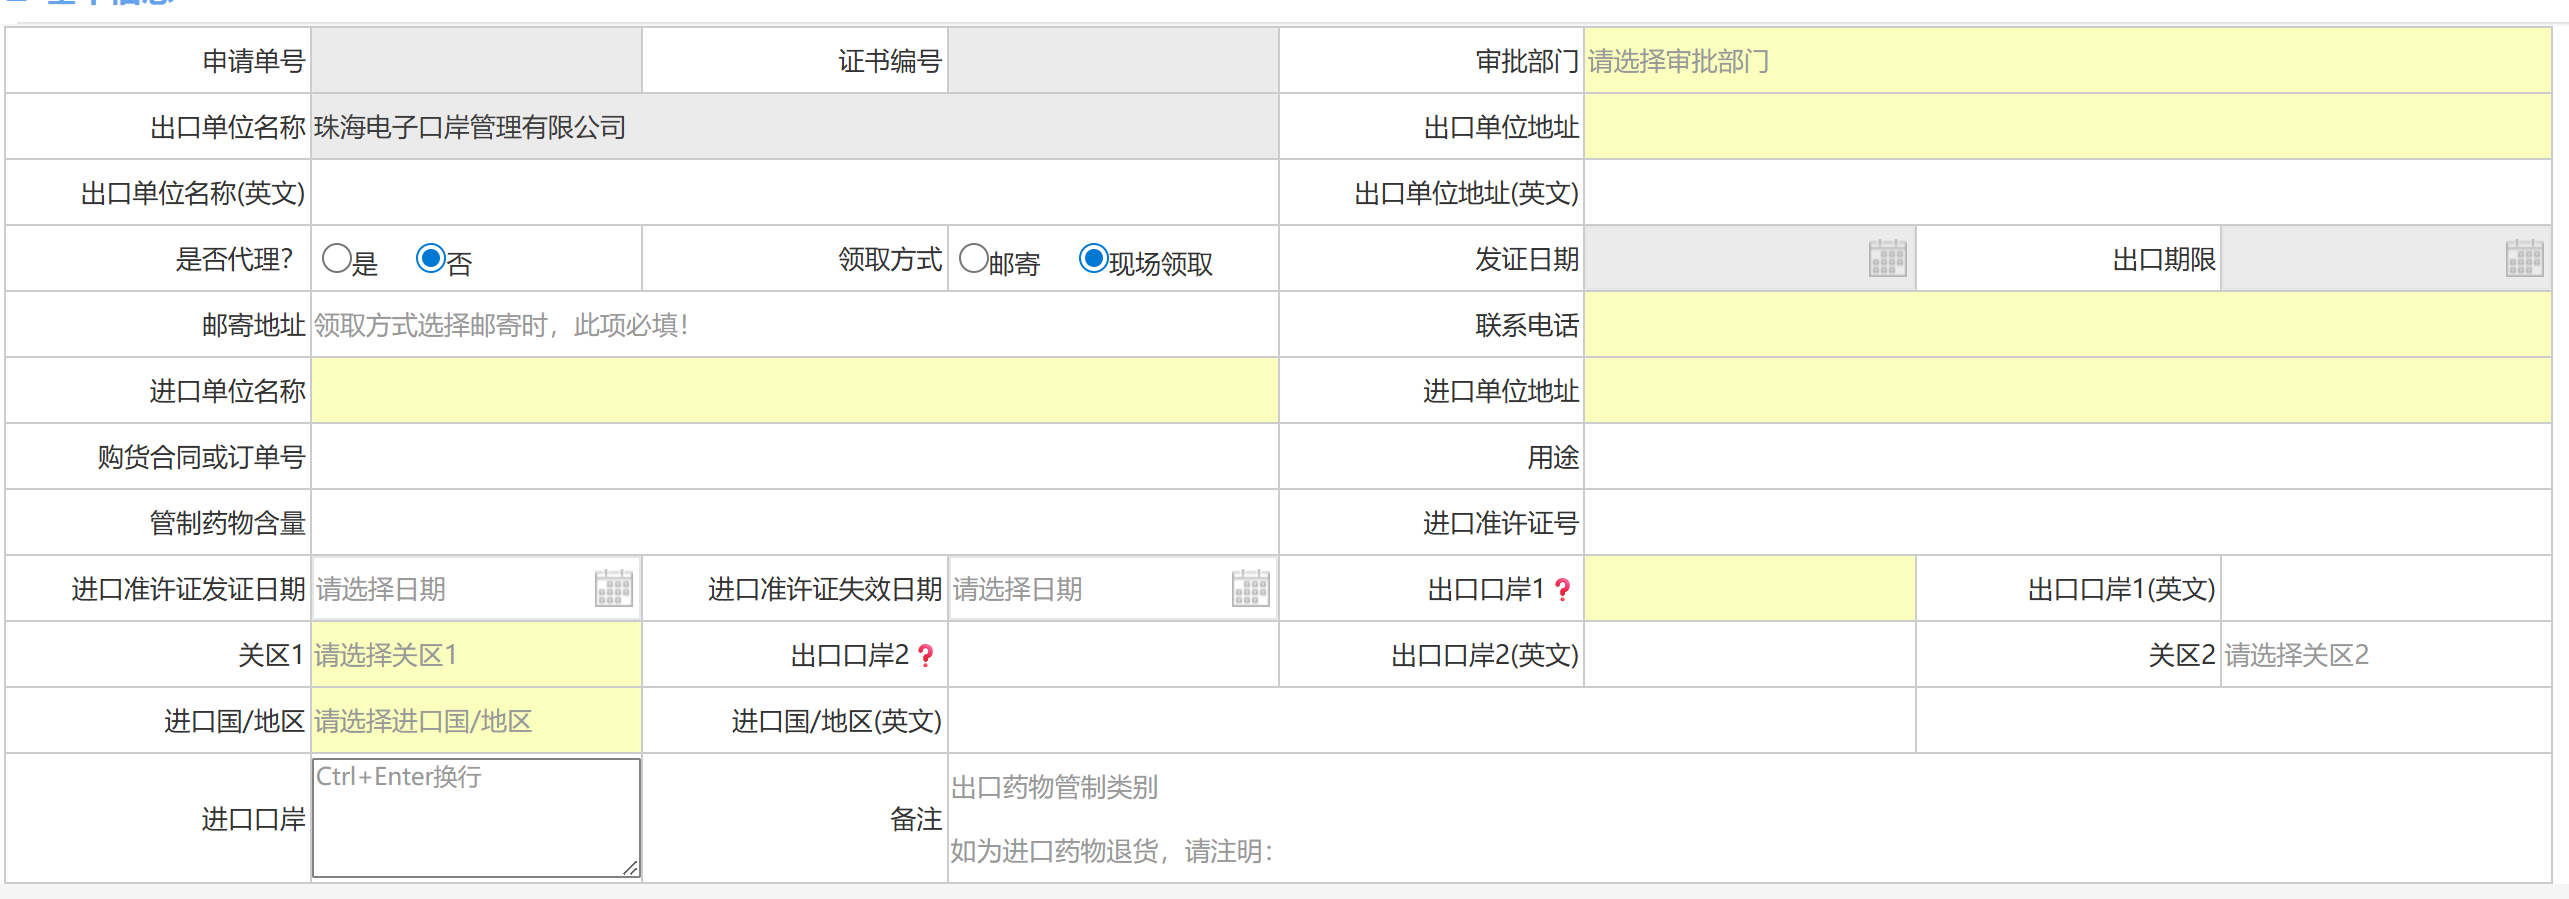 申请单号 证书编号 审批部门 请选择审批部门
出口单位名称 珠海电子口岸管理有限公司 出口单位地址
出口单位名称(英文) 出口单位地址(英文)
是否代理? 是 否 领取方式 邮寄 现场领取 发证日期 出口期限
邮寄地址 领取方式选择邮寄时，此项必填！ 联系电话
进口单位名称 进口单位地址
购货合同或订单号 用途
管制药物含量 进口准许证号
进口准许证发证日期 请选择日期 进口准许证失效日期 请选择日期 出口口岸1 ? 出口口岸1(英文)
关区1 请选择关区1 出口口岸2 ? 出口口岸2(英文) 关区2 请选择关区2
进口国/地区 请选择进口国/地区 进口国/地区(英文)
进口口岸 Ctrl+Enter换行 备注 出口药物管制类别
如为进口药物退货，请注明：